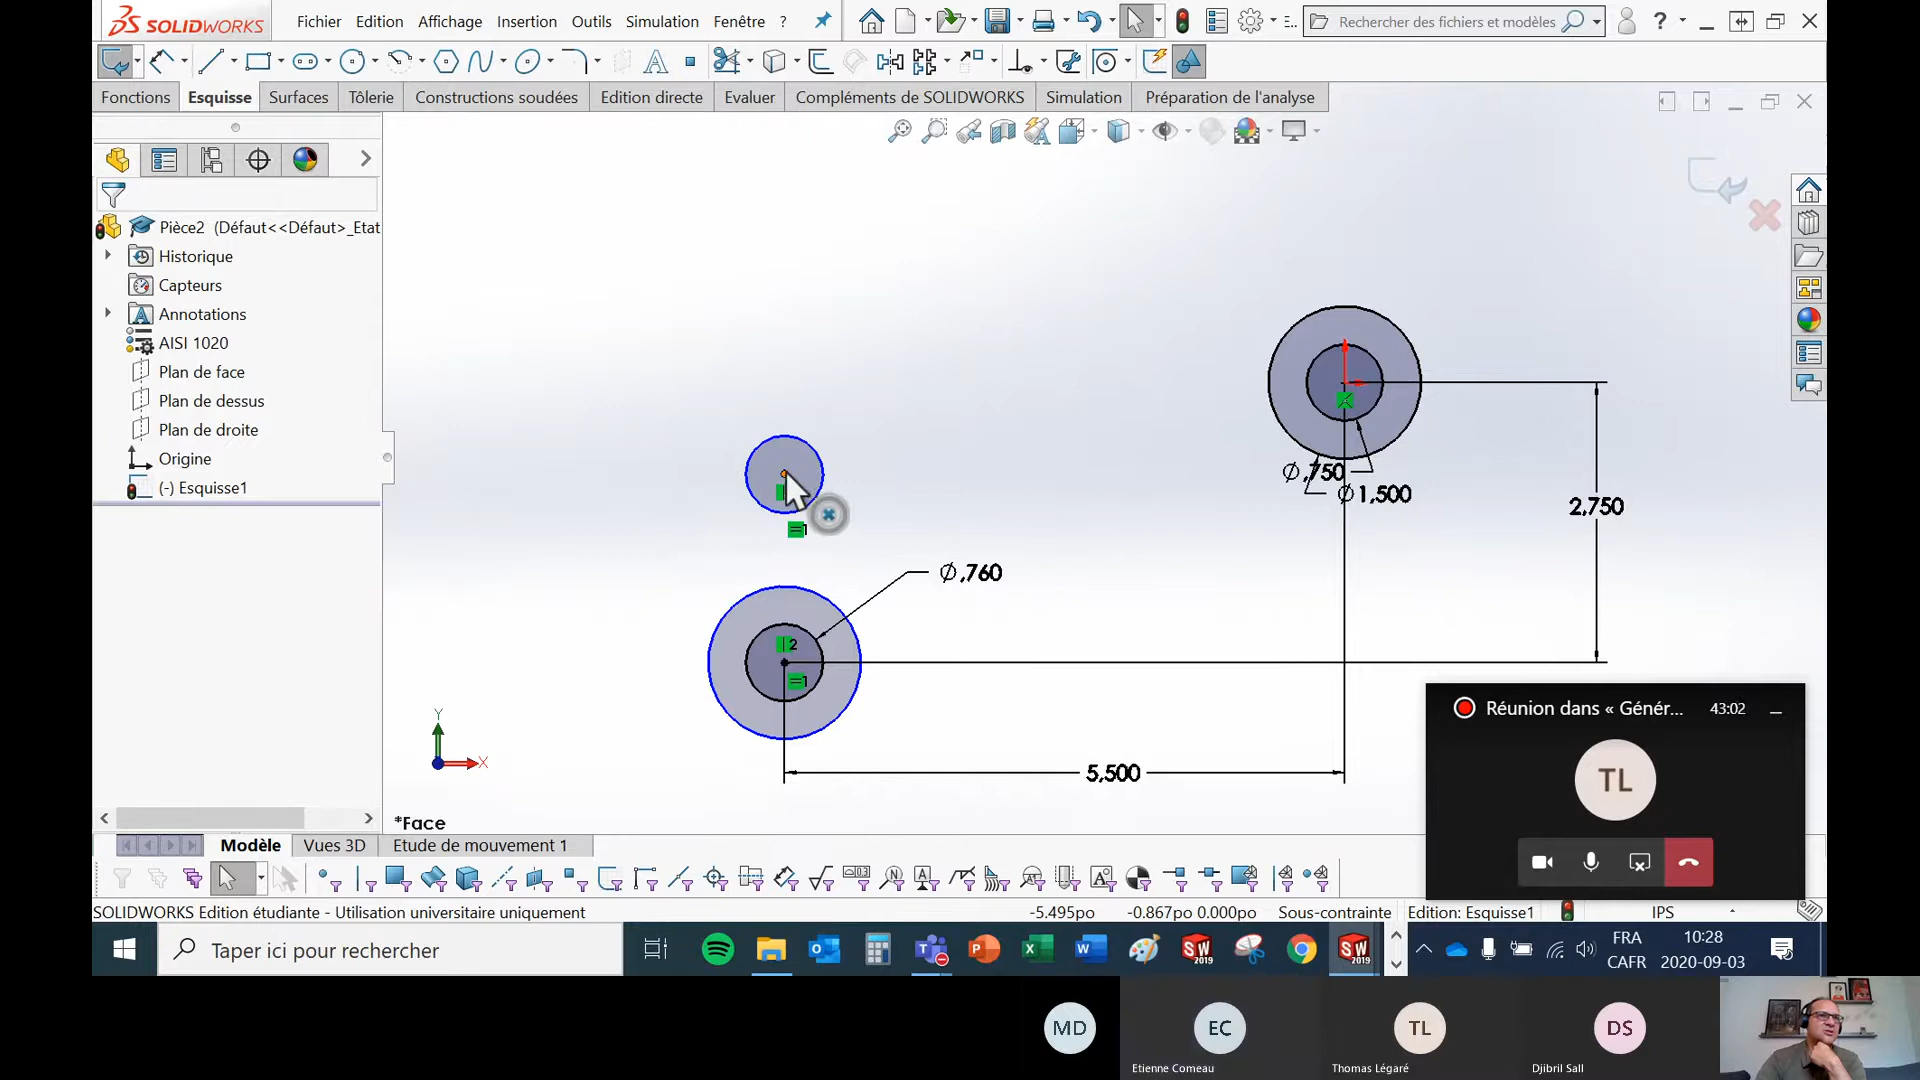 SOLIDWORKS Fichier Edition Affichage Insertion Outils Simulation Fenêtre ? E... Rechercher des fichiers et modèles ?
Fonctions Esquisse Surfaces Tôlerie Constructions soudées Edition directe Evaluer Compléments de SOLIDWORKS Simulation Préparation de l'analyse
Pièce2 (Défaut<<Défaut>_Etat
Historique
Capteurs
Annotations
AISI 1020
Plan de face
Plan de dessus
Plan de droite
Origine
(-) Esquisse1
∅,750
∅1,500
2,750
=1
∅,760
2
=1
5,500
Y
X
*Face
Réunion dans « Génér... 43:02
TL
Modèle Vues 3D Etude de mouvement 1
SOLIDWORKS Edition étudiante - Utilisation universitaire uniquement -5.495po -0.867po 0.000po Sous-contrainte Edition: Esquisse1 IPS
Taper ici pour rechercher
FRA
CAFR
10:28
2020-09-03
MD EC TL DS
Etienne Comeau Thomas Légaré Djibril Sall